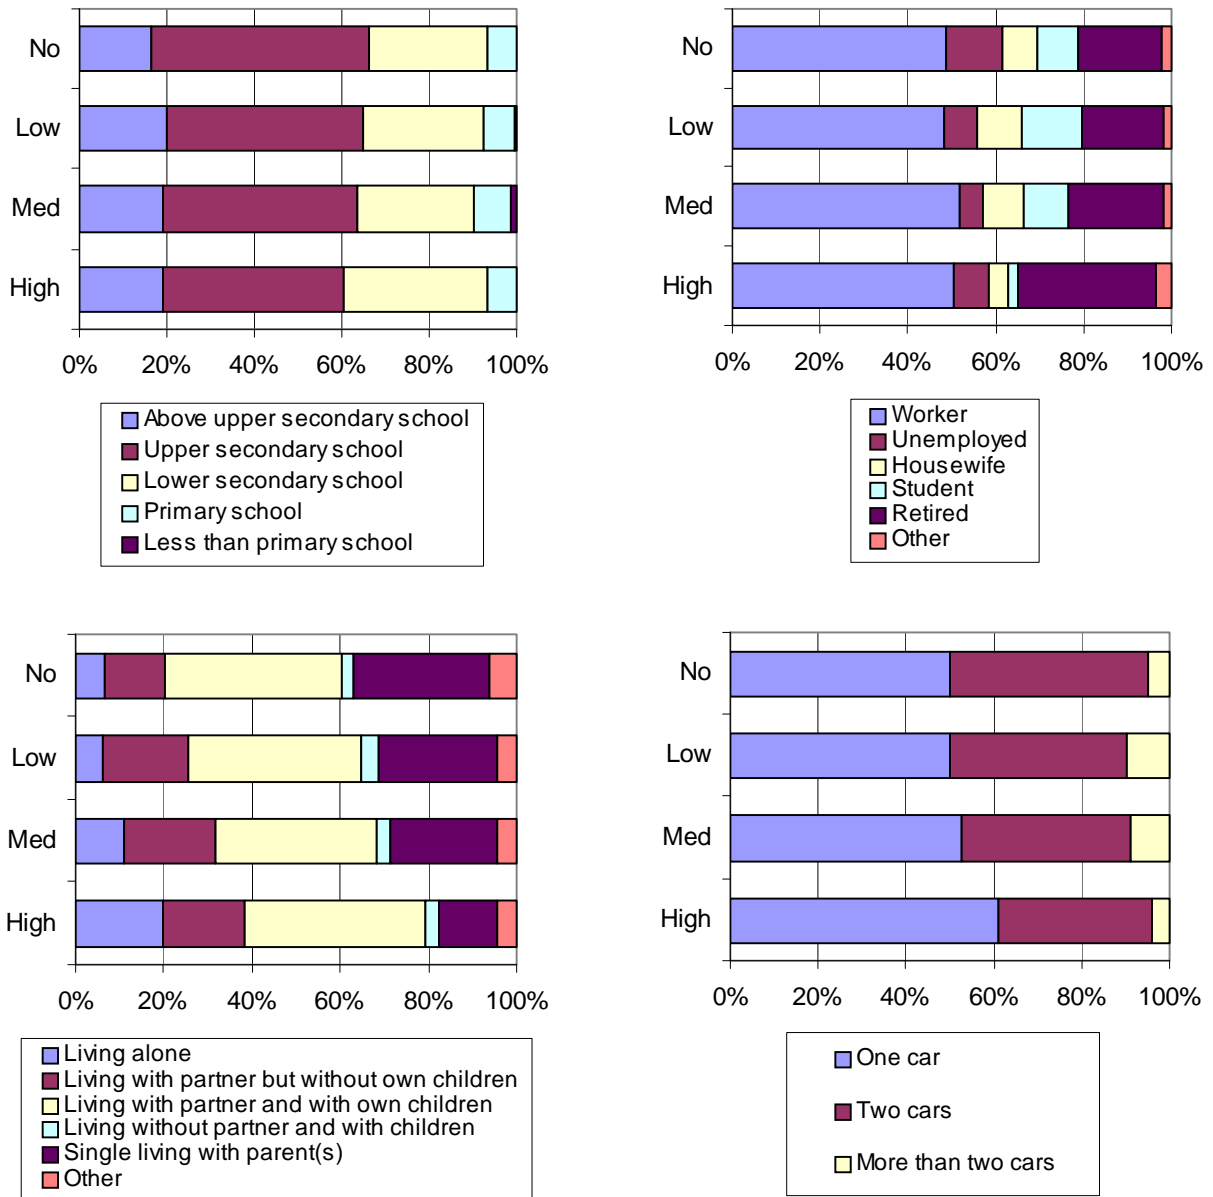 No
Low
Med
High
0% 20% 40% 60% 80% 100%
Above upper secondary school
Upper secondary school
Lower secondary school
Primary school
Less than primary school
No
Low
Med
High
0% 20% 40% 60% 80% 100%
Worker
Unemployed
Housewife
Student
Retired
Other
No
Low
Med
High
0% 20% 40% 60% 80% 100%
Living alone
Living with partner but without own children
Living with partner and with own children
Living without partner and with children
Single living with parent(s)
Other
No
Low
Med
High
0% 20% 40% 60% 80% 100%
One car
Two cars
More than two cars